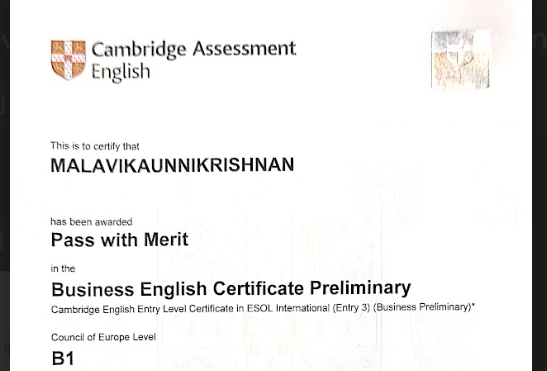 Cambridge Assessment
English
This is to certify that
MALAVIKAUNNIKRISHNAN
has been awarded
Pass with Merit
in the
Business English Certificate Preliminary
Cambridge English Entry Level Certificate in ESOL International (Entry 3) (Business Preliminary)*
Council of Europe Level
B1